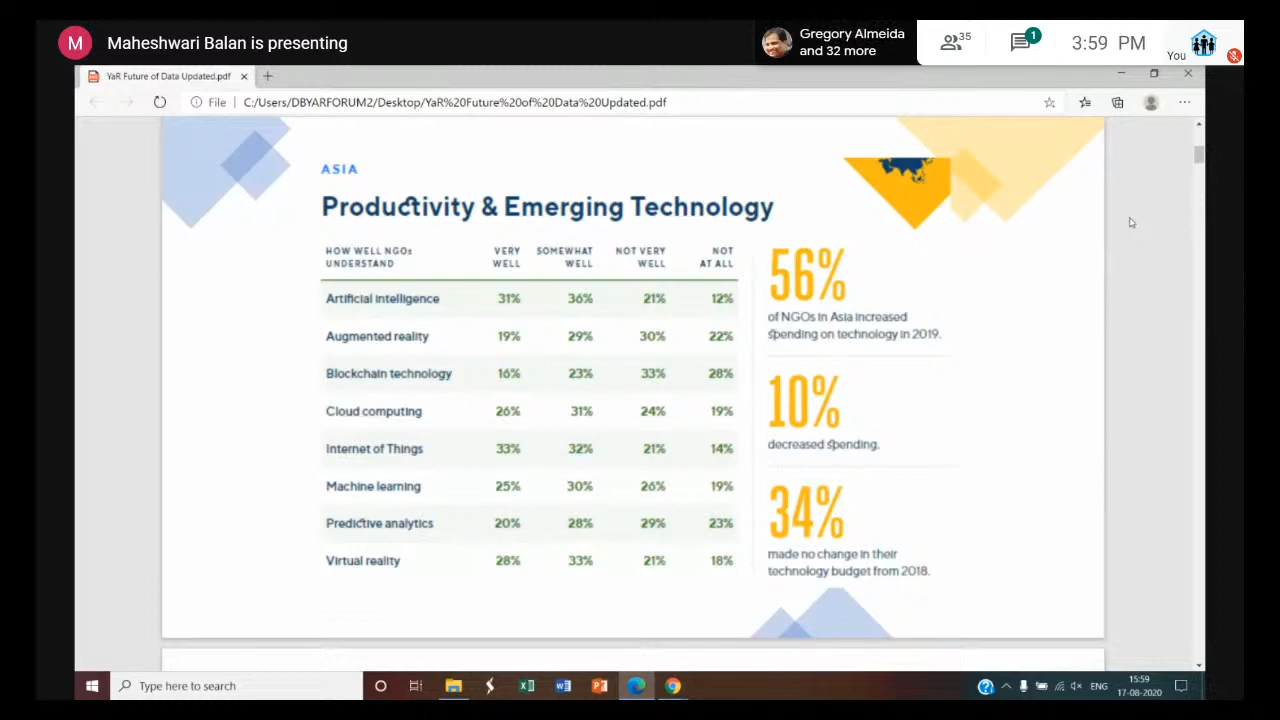 M Maheshwari Balan is presenting
Gregory Almeida
and 32 more
35
1
3:59 PM
You
YaR Future of Data Updated.pdf
File | C:/Users/DBYARFORUM2/Desktop/YaR%20Future%20of%20Data%20Updated.pdf
ASIA
Productivity & Emerging Technology
HOW WELL NGOs UNDERSTAND VERY WELL SOMEWHAT WELL NOT VERY WELL NOT AT ALL
Artificial intelligence 31% 36% 21% 12%
Augmented reality 19% 29% 30% 22%
Blockchain technology 16% 23% 33% 28%
Cloud computing 26% 31% 24% 19%
Internet of Things 33% 32% 21% 14%
Machine learning 25% 30% 26% 19%
Predictive analytics 20% 28% 29% 23%
Virtual reality 28% 33% 21% 18%
56%
of NGOs in Asia increased
spending on technology in 2019.
10%
decreased spending.
34%
made no change in their
technology budget from 2018.
Type here to search
ENG
15:59
17-08-2020